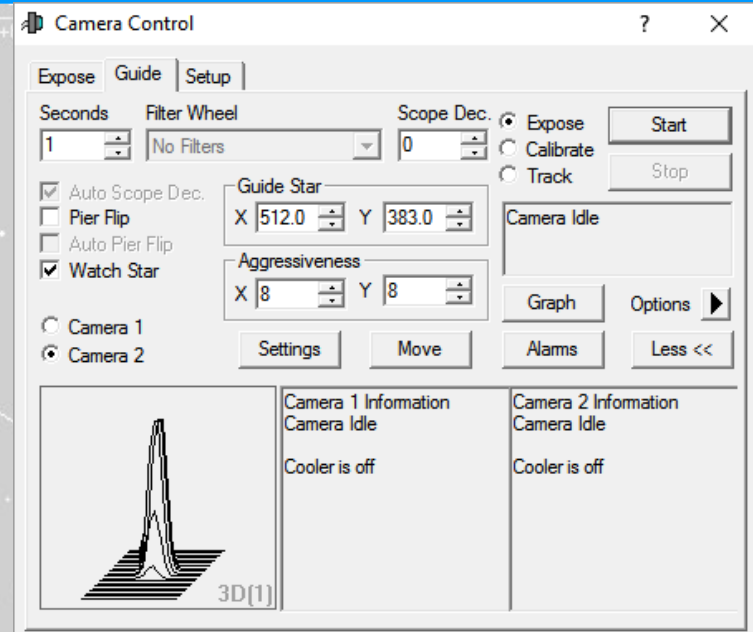 Camera Control
Expose Guide Setup
Seconds Filter Wheel Scope Dec.
1 No Filters 0
Expose
Calibrate
Track
Start
Stop
Auto Scope Dec.
Pier Flip
Auto Pier Flip
Watch Star
Guide Star
X 512.0 Y 383.0
Aggressiveness
X 8 Y 8
Camera Idle
Graph Options
Camera 1
Camera 2
Settings Move Alarms Less <<
3D(1)
Camera 1 Information
Camera Idle
Cooler is off
Camera 2 Information
Camera Idle
Cooler is off